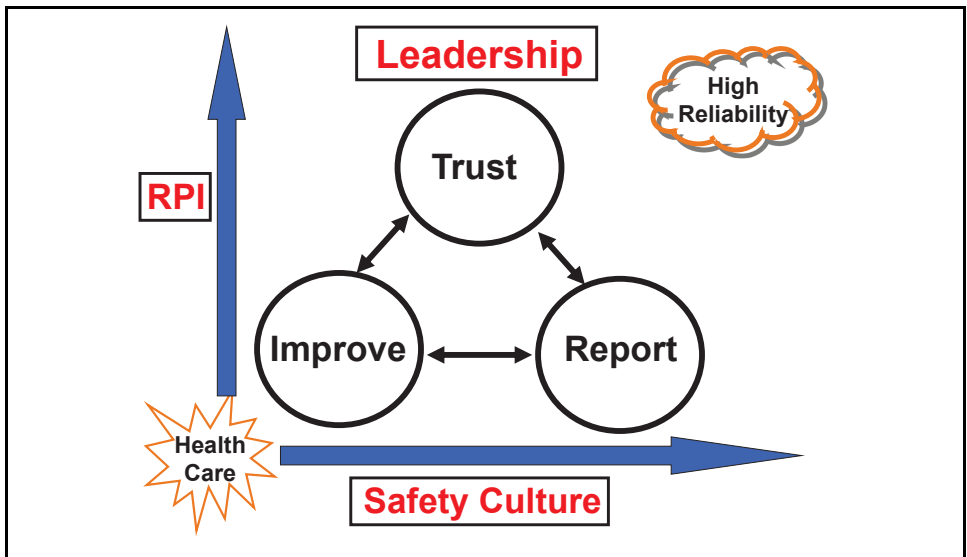 Leadership
High
Reliability
Trust
RPI
Improve
Report
Health
Care
Safety Culture